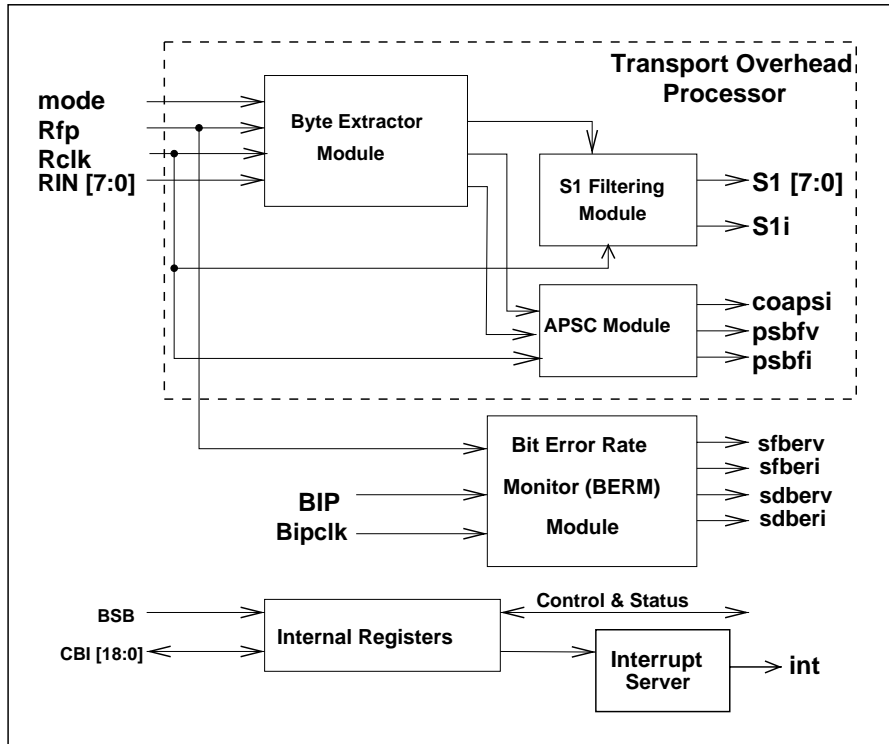 Transport Overhead
Processor
mode
Rfp
Rclk
RIN [7:0]
Byte Extractor
Module
S1 Filtering
Module
S1 [7:0]
S1i
APSC Module
coapsi
psbfv
psbfi
Bit Error Rate
Monitor (BERM)
Module
BIP
Bipclk
sfberv
sfberi
sdberv
sdberi
BSB
CBI [18:0]
Internal Registers
Control & Status
Interrupt
Server
int